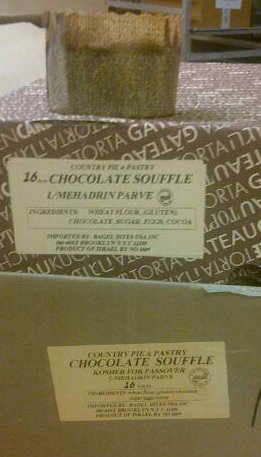 TORTA GATEAU
COUNTRY PIE & PASTRY
16 CHOCOLATE SOUFFLE
L/MEHADRIN PARVE
INGREDIENTS: WHEAT FLOUR, (GLUTEN),
CHOCOLATE, SUGAR, EGGS, COCOA
IMPORTED BY: BAGEL BITES USA INC
BROOKLYN N.Y.C
PRODUCT OF ISRAEL
COUNTRY PIE & PASTRY
CHOCOLATE SOUFFLE
KOSHER FOR PASSOVER
L/MEHADRIN PARVE
16
INGREDIENTS
IMPORTED BY: BAGEL BITES USA INC
BROOKLYN N.Y.C
PRODUCT OF ISRAEL